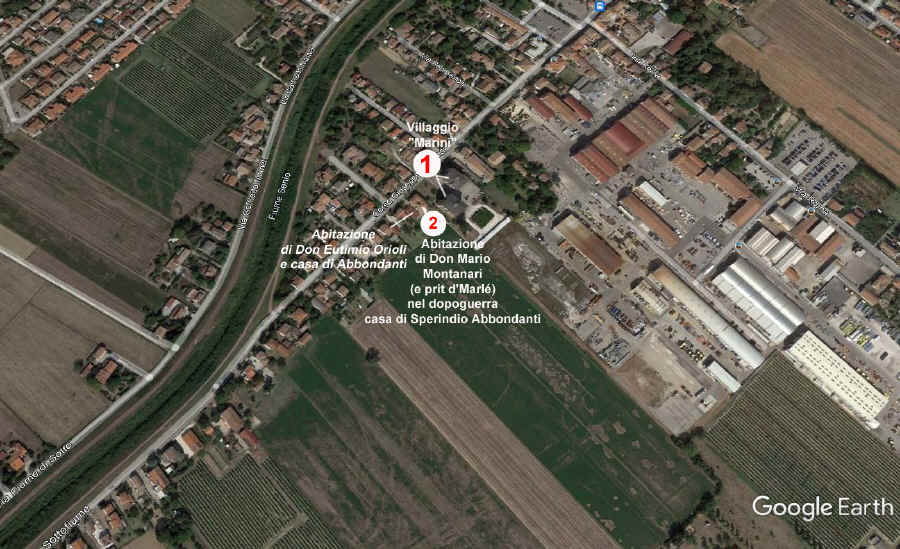 Villaggio
"Marini"
1
2
Abitazione
di Don Eutimio Orioli
e casa di Abbondanti
Abitazione
di Don Mario
Montanari
(e prit d'Marlé)
nel dopoguerra
casa di Sperindio Abbondanti
Fiume Senio
Sottofiume
Google Earth